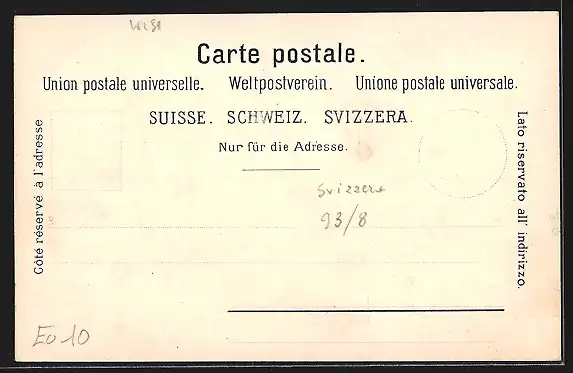 Carte postale.
Union postale universelle. Weltpostverein. Unione postale universale.
SUISSE. SCHWEIZ. SVIZZERA.
Nur für die Adresse.
Côté réservé à l'adresse
Lato riservato all' indirizzo.
Svizzera
93/8
Eu 10